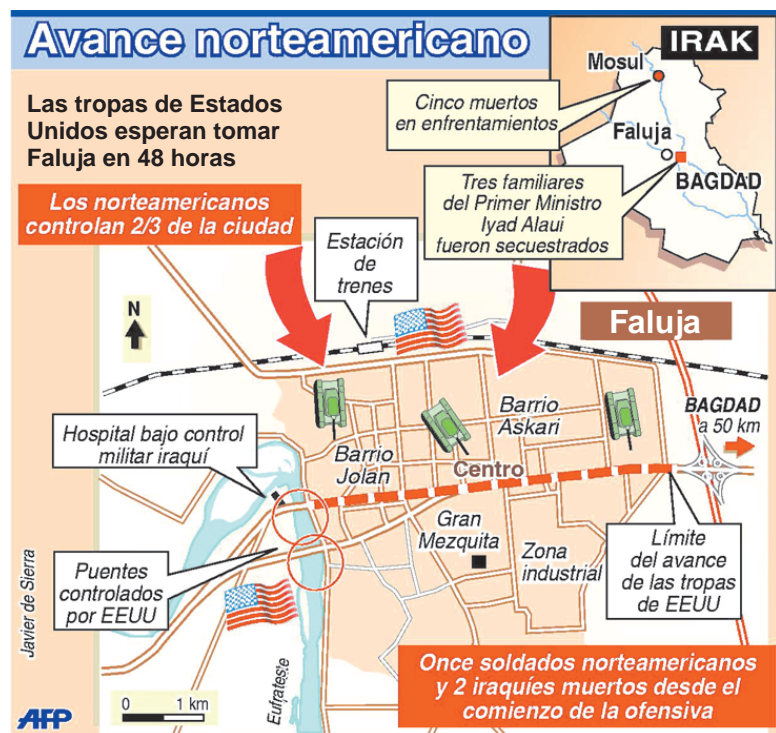 Avance norteamericano
Las tropas de Estados
Unidos esperan tomar
Faluja en 48 horas
Los norteamericanos
controlan 2/3 de la ciudad
IRAK
Mosul
Cinco muertos
en enfrentamientos
Faluja
BAGDAD
Tres familiares
del Primer Ministro
Iyad Alaui
fueron secuestrados
Estación
de
trenes
N
Faluja
BAGDAD
a 50 km
Barrio
Askari
Hospital bajo control
militar iraquí
Barrio
Jolan
Centro
Gran
Mezquita
Zona
industrial
Límite
del avance
de las tropas
de EEUU
Puentes
controlados
por EEUU
Javier de Sierra
Eufrateste
Once soldados norteamericanos
y 2 iraquíes muertos desde el
comienzo de la ofensiva
AFP
0 1 km